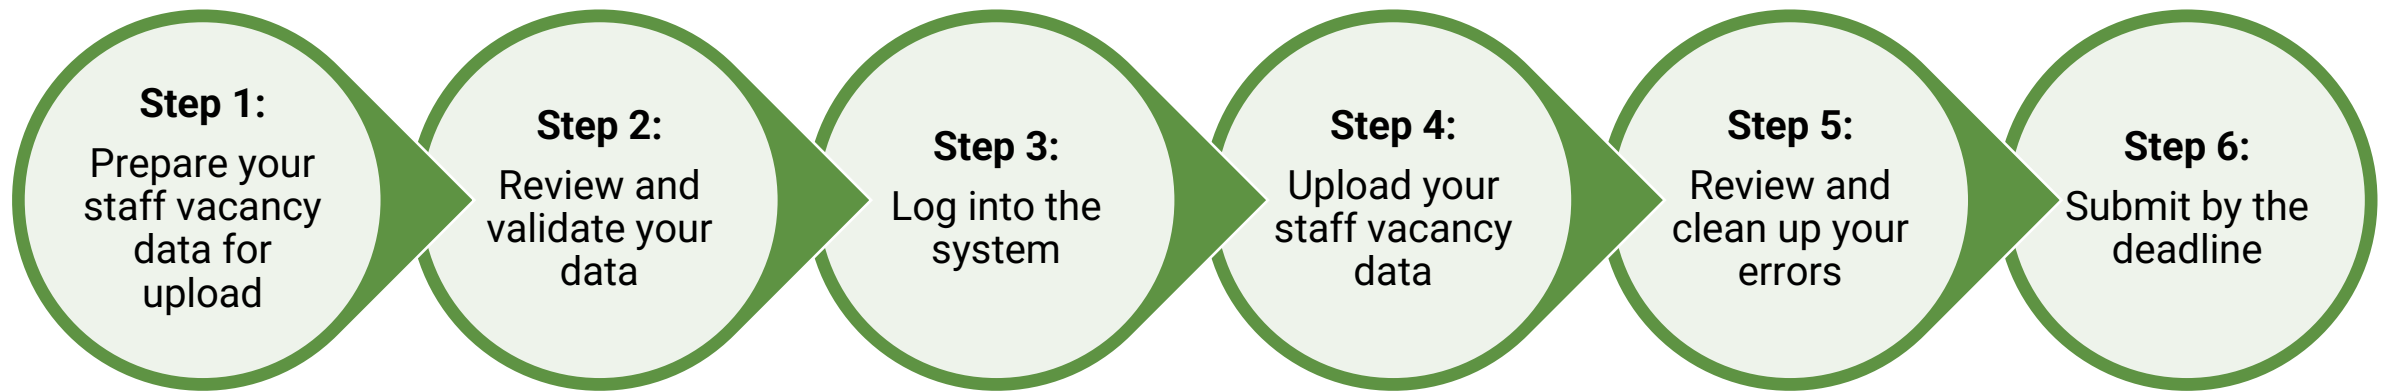 Step 1:
Prepare your
staff vacancy
data for
upload
Step 2:
Review and
validate your
data
Step 3:
Log into the
system
Step 4:
Upload your
staff vacancy
data
Step 5:
Review and
clean up your
errors
Step 6:
Submit by the
deadline